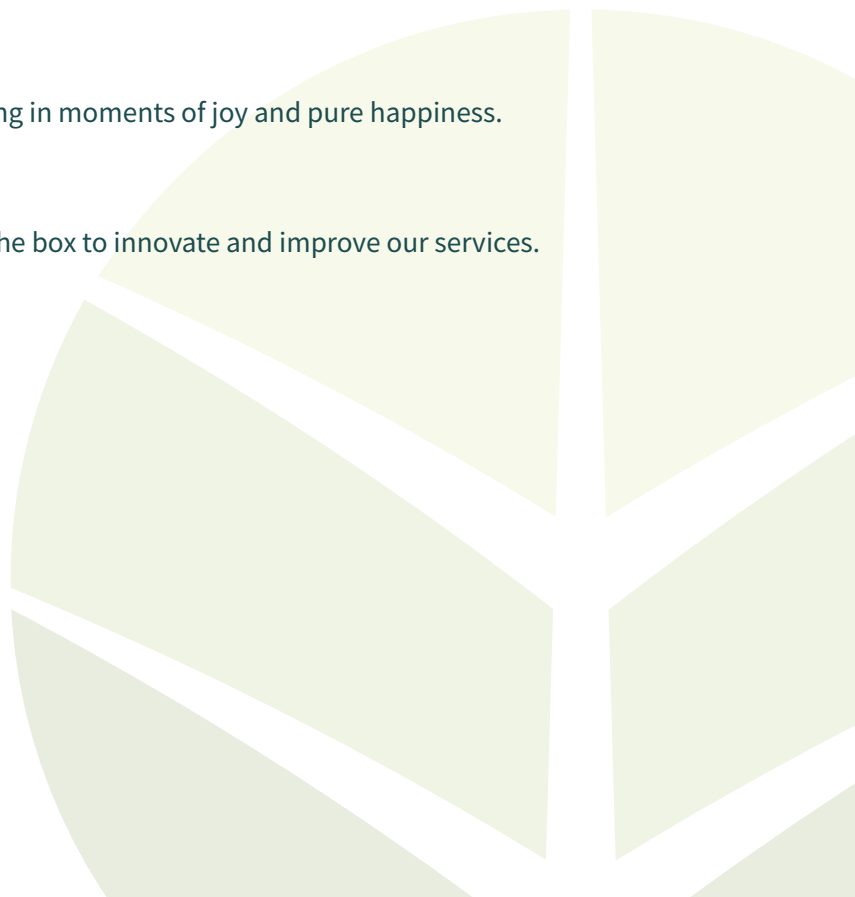 ng in moments of joy and pure happiness.
he box to innovate and improve our services.